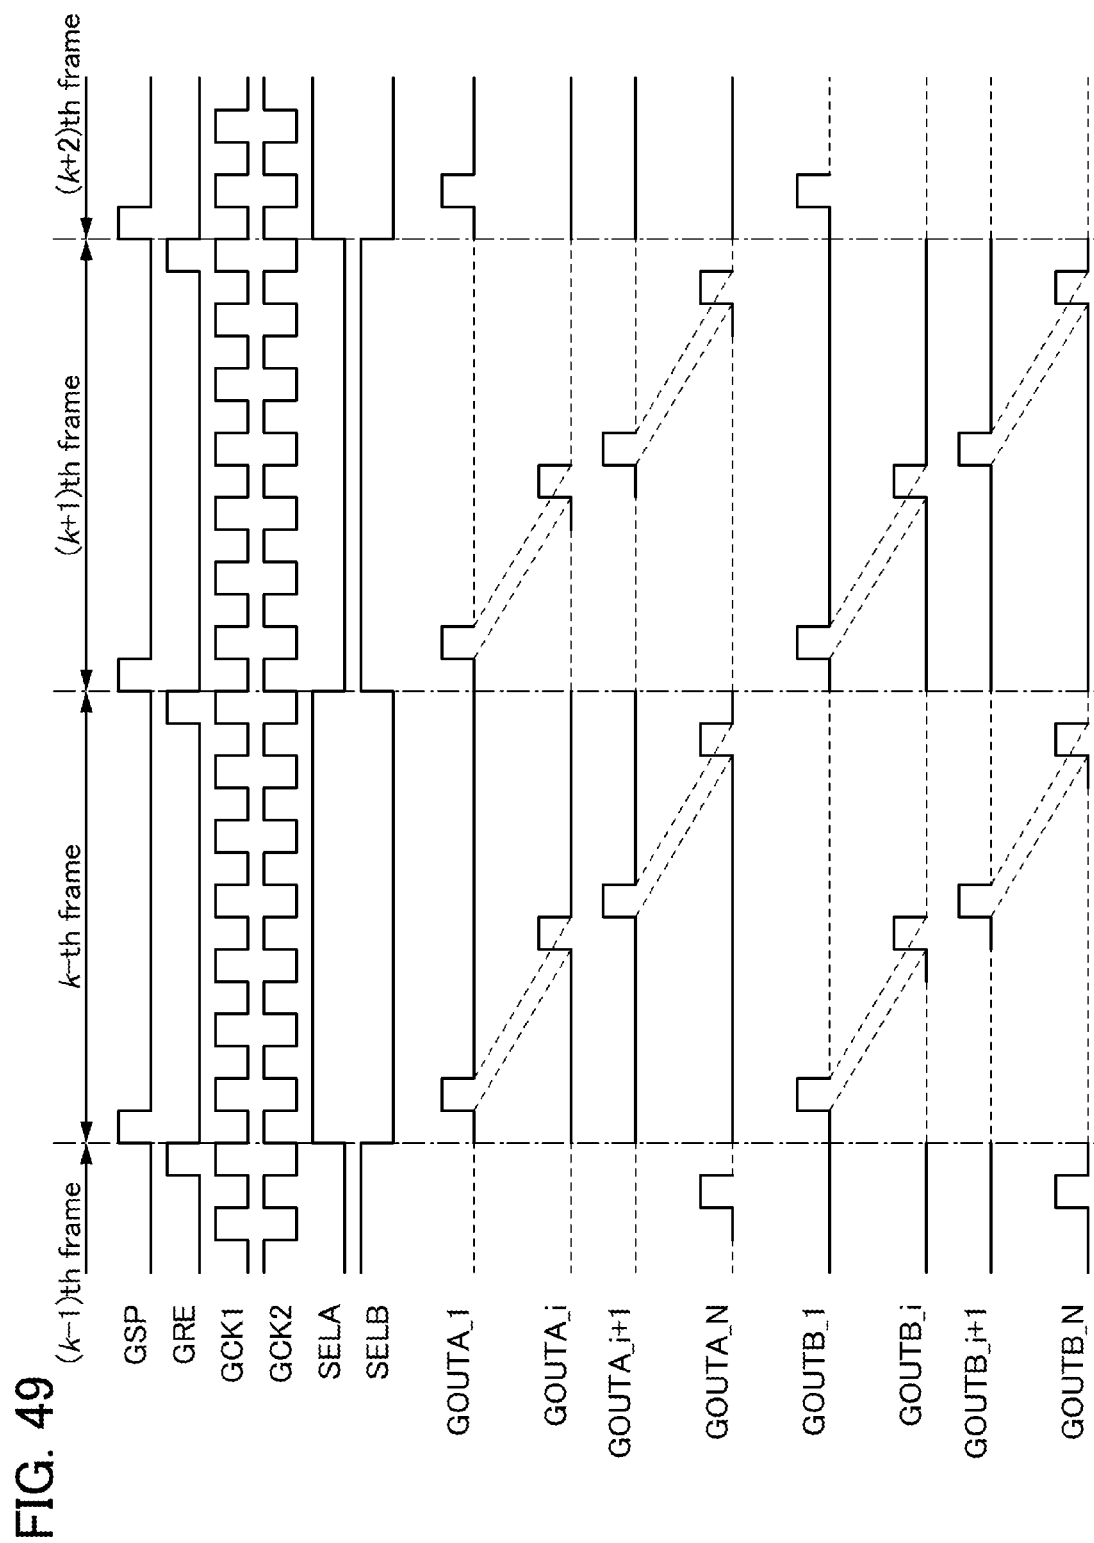 FIG. 49
(k−1)th frame
k-th frame
(k+1)th frame
(k+2)th frame
GSP
GRE
GCK1
GCK2
SELA
SELB
GOUTA_1
GOUTA_i
GOUTA_i+1
GOUTA_N
GOUTB_1
GOUTB_i
GOUTB_i+1
GOUTB_N